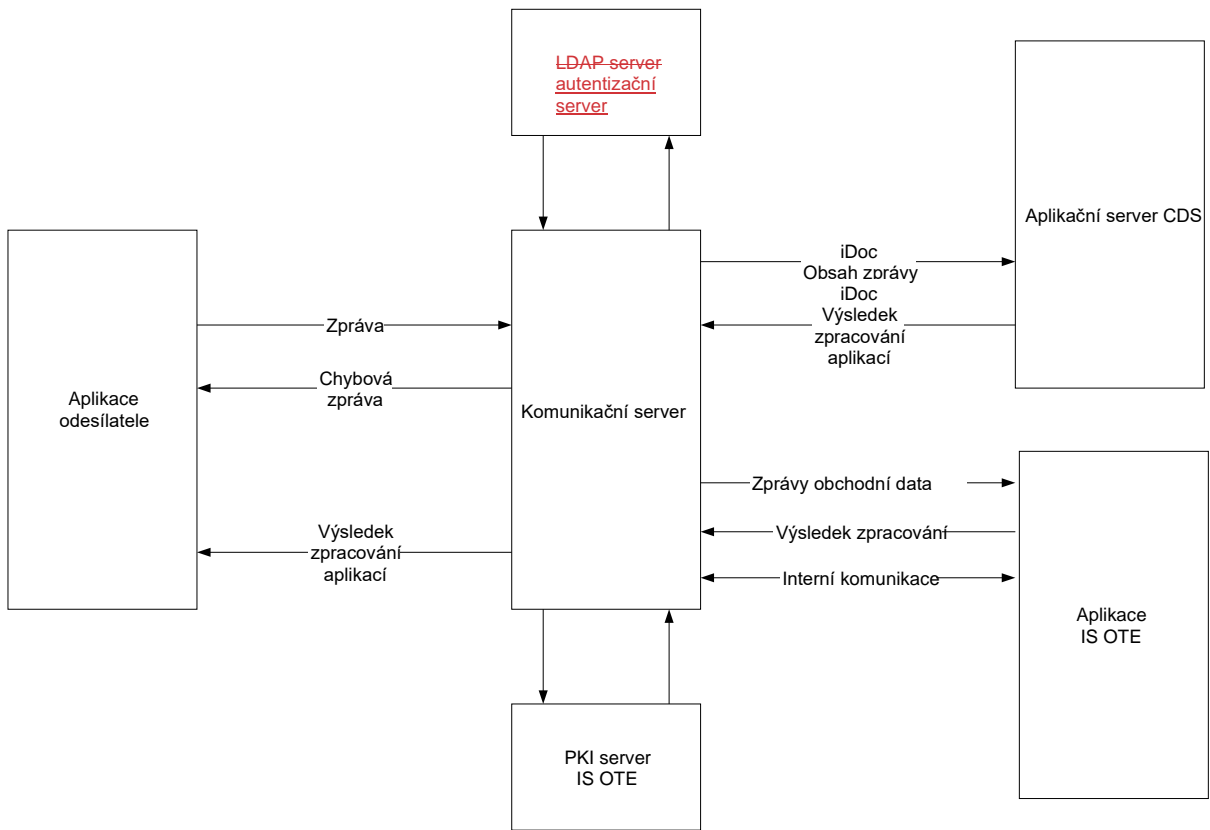 LDAP server
autentizační
server
Aplikační server CDS
iDoc
Obsah zprávy
iDoc
Výsledek
zpracování
aplikací
Zpráva
Chybová
zpráva
Aplikace
odesílatele
Komunikační server
Zprávy obchodní data
Výsledek zpracování
Interní komunikace
Výsledek
zpracování
aplikací
Aplikace
IS OTE
PKI server
IS OTE